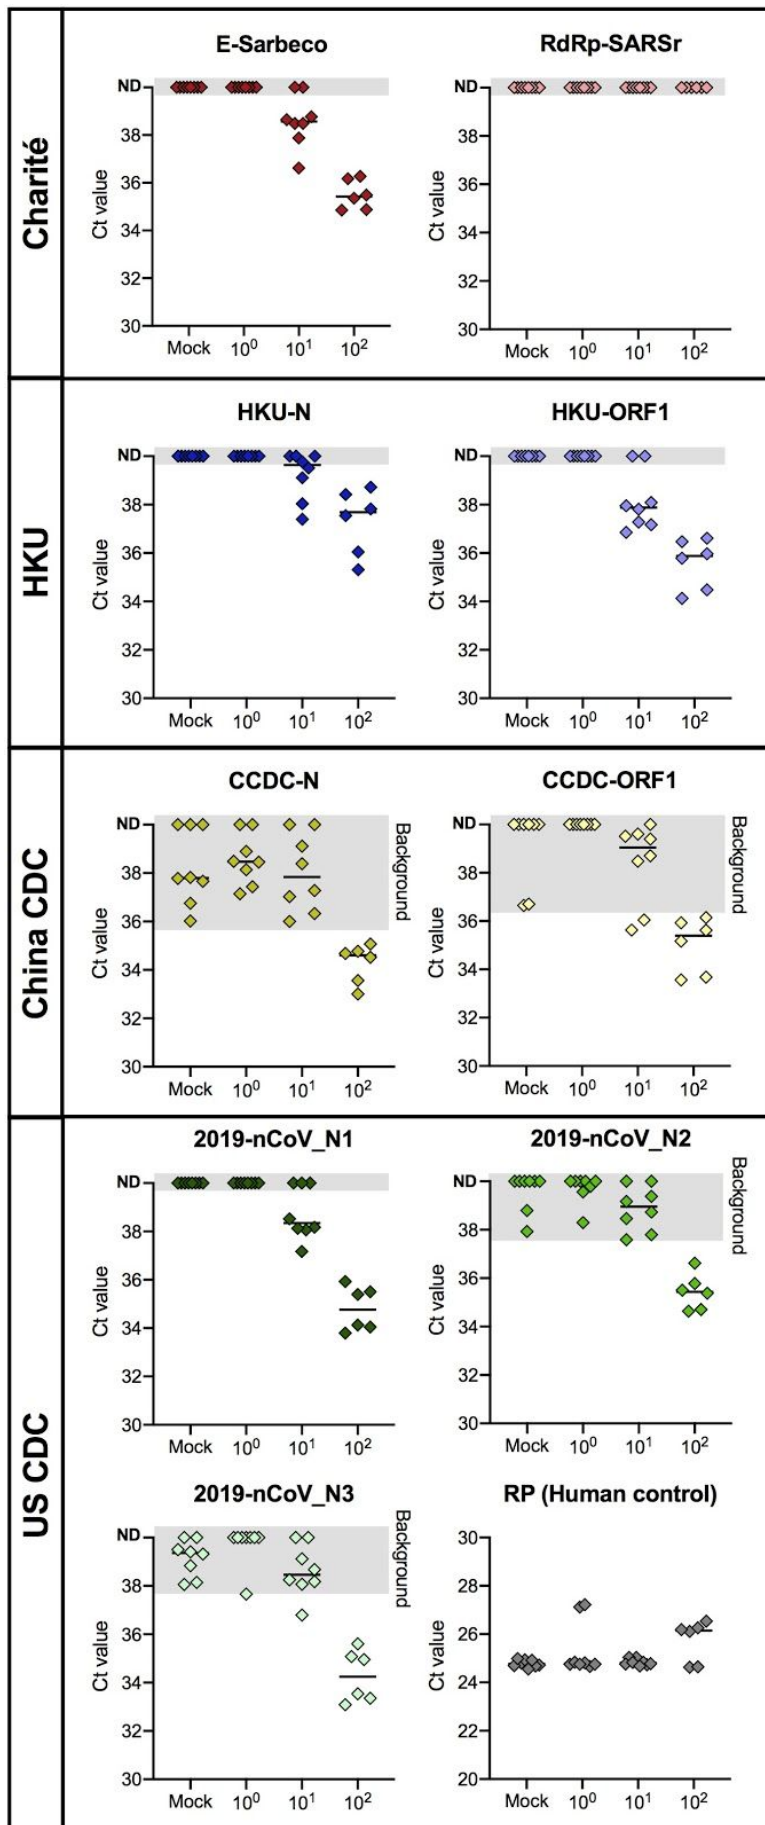 Charité
E-Sarbeco
Ct value
ND
38
36
34
32
30
Mock 10⁰ 10¹ 10²
RdRp-SARSr
Ct value
ND
38
36
34
32
30
Mock 10⁰ 10¹ 10²
HKU
HKU-N
Ct value
ND
38
36
34
32
30
Mock 10⁰ 10¹ 10²
HKU-ORF1
Ct value
ND
38
36
34
32
30
Mock 10⁰ 10¹ 10²
China CDC
CCDC-N
Ct value
ND
38
36
34
32
30
Background
Mock 10⁰ 10¹ 10²
CCDC-ORF1
Ct value
ND
38
36
34
32
30
Background
Mock 10⁰ 10¹ 10²
US CDC
2019-nCoV_N1
Ct value
ND
38
36
34
32
30
Mock 10⁰ 10¹ 10²
2019-nCoV_N2
Ct value
ND
38
36
34
32
30
Background
Mock 10⁰ 10¹ 10²
2019-nCoV_N3
Ct value
ND
38
36
34
32
30
Background
Mock 10⁰ 10¹ 10²
RP (Human control)
Ct value
30
28
26
24
22
20
Mock 10⁰ 10¹ 10²